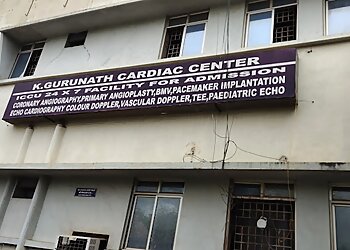 K.GURUNATH CARDIAC CENTER
ICCU 24 X 7 FACILITY FOR ADMISSION
CORONARY ANGIOGRAPHY,PRIMARY ANGIOPLASTY,BMV,PACEMAKER IMPLANTATION
ECHO CARDIOGRAPHY COLOUR DOPPLER,VASCULAR DOPPLER,TEE,PAEDIATRIC ECHO